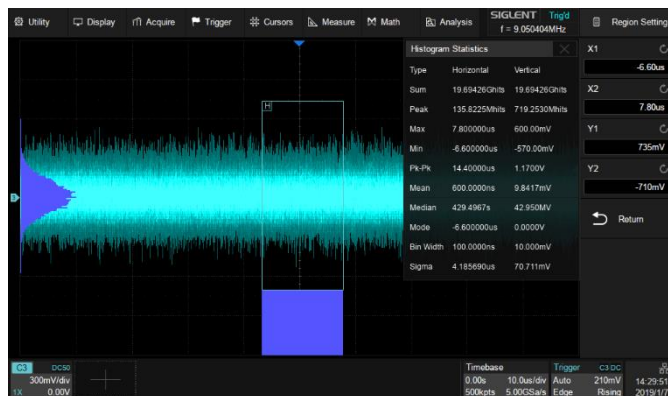 Utility Display Acquire Trigger Cursors Measure Math Analysis
SIGLENT Trig'd
f = 9.050404MHz
Region Setting
Histogram Statistics
Type Horizontal Vertical
Sum 19.69426Ghits 19.69426Ghits
Peak 135.8225Mhits 719.2530Mhits
Max 7.800000us 600.00mV
Min -6.600000us -570.00mV
Pk-Pk 14.40000us 1.1700V
Mean 600.0000ns 9.8417mV
Median 429.4967s 42.950MV
Mode -6.600000us 0.0000V
Bin Width 100.0000ns 10.000mV
Sigma 4.185690us 70.711mV
X1
-6.60us
X2
7.80us
Y1
735mV
Y2
-710mV
Return
H
C3 DC50
300mV/div
1X 0.00V
Timebase
0.00s 10.0us/div
500kpts 5.00GSa/s
Trigger C3 DC
Auto 210mV
Edge Rising
14:29:51
2019/1/7